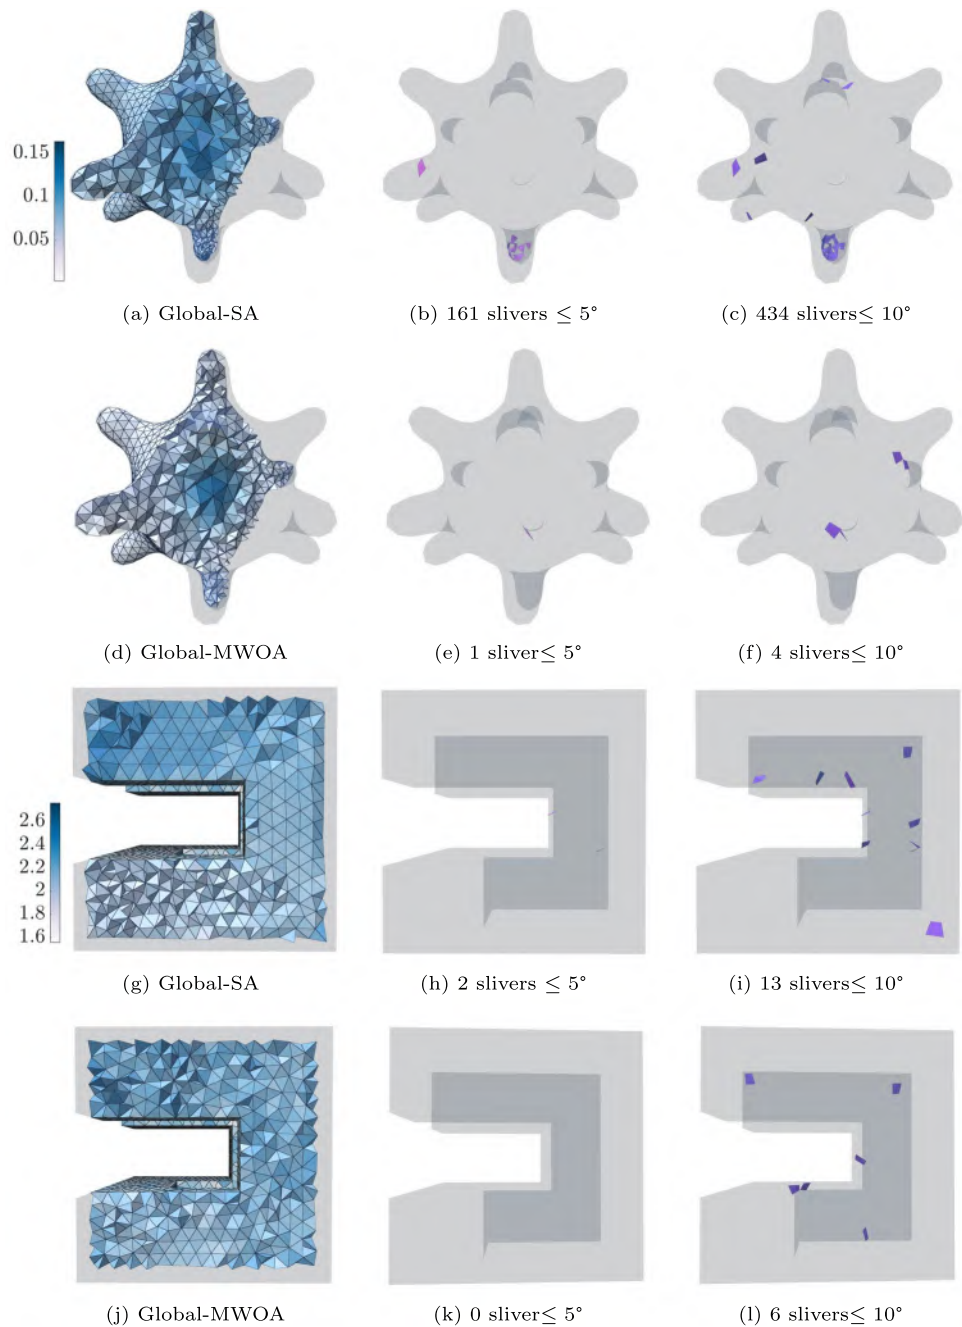 0.15
0.1
0.05
(a) Global-SA
(b) 161 slivers ≤ 5°
(c) 434 slivers≤ 10°
(d) Global-MWOA
(e) 1 sliver≤ 5°
(f) 4 slivers≤ 10°
2.6
2.4
2.2
2
1.8
1.6
(g) Global-SA
(h) 2 slivers ≤ 5°
(i) 13 slivers≤ 10°
(j) Global-MWOA
(k) 0 sliver≤ 5°
(l) 6 slivers≤ 10°